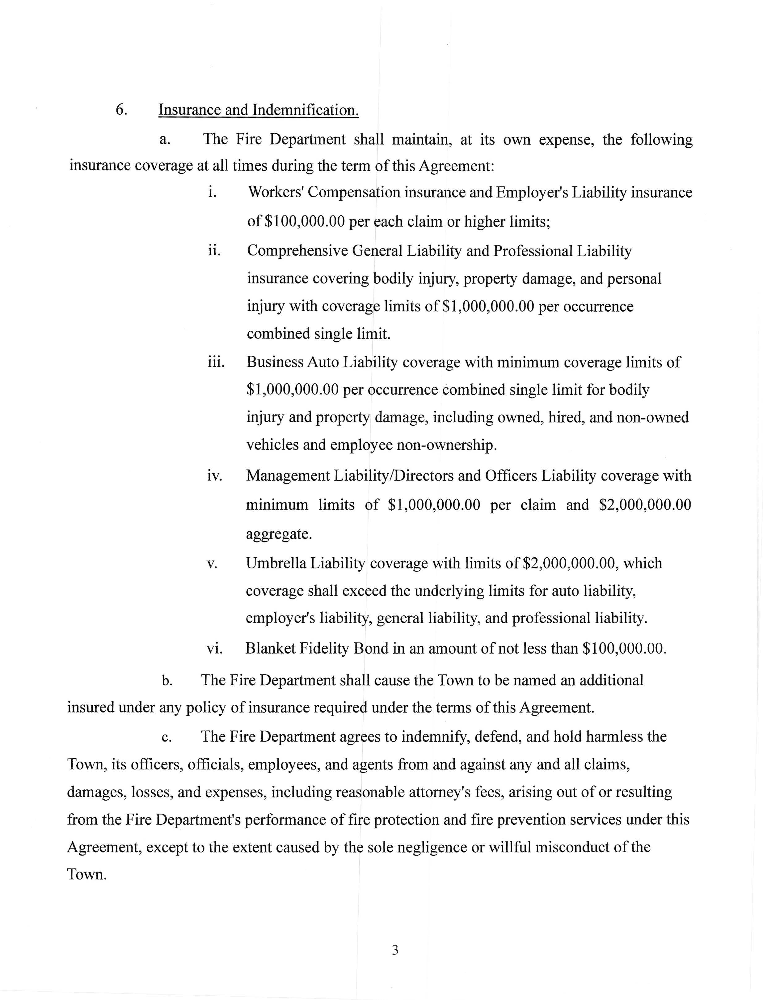 6. Insurance and Indemnification.
a. The Fire Department shall maintain, at its own expense, the following
insurance coverage at all times during the term of this Agreement:
i. Workers' Compensation insurance and Employer's Liability insurance
of $100,000.00 per each claim or higher limits;
ii. Comprehensive General Liability and Professional Liability
insurance covering bodily injury, property damage, and personal
injury with coverage limits of $1,000,000.00 per occurrence
combined single limit.
iii. Business Auto Liability coverage with minimum coverage limits of
$1,000,000.00 per occurrence combined single limit for bodily
injury and property damage, including owned, hired, and non-owned
vehicles and employee non-ownership.
iv. Management Liability/Directors and Officers Liability coverage with
minimum limits of $1,000,000.00 per claim and $2,000,000.00
aggregate.
v. Umbrella Liability coverage with limits of $2,000,000.00, which
coverage shall exceed the underlying limits for auto liability,
employer's liability, general liability, and professional liability.
vi. Blanket Fidelity Bond in an amount of not less than $100,000.00.
b. The Fire Department shall cause the Town to be named an additional
insured under any policy of insurance required under the terms of this Agreement.
c. The Fire Department agrees to indemnify, defend, and hold harmless the
Town, its officers, officials, employees, and agents from and against any and all claims,
damages, losses, and expenses, including reasonable attorney's fees, arising out of or resulting
from the Fire Department's performance of fire protection and fire prevention services under this
Agreement, except to the extent caused by the sole negligence or willful misconduct of the
Town.
3